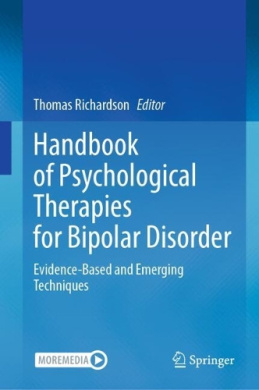 Thomas Richardson Editor
Handbook
of Psychological
Therapies
for Bipolar Disorder
Evidence-Based and Emerging
Techniques
MOREMEDIA
Springer